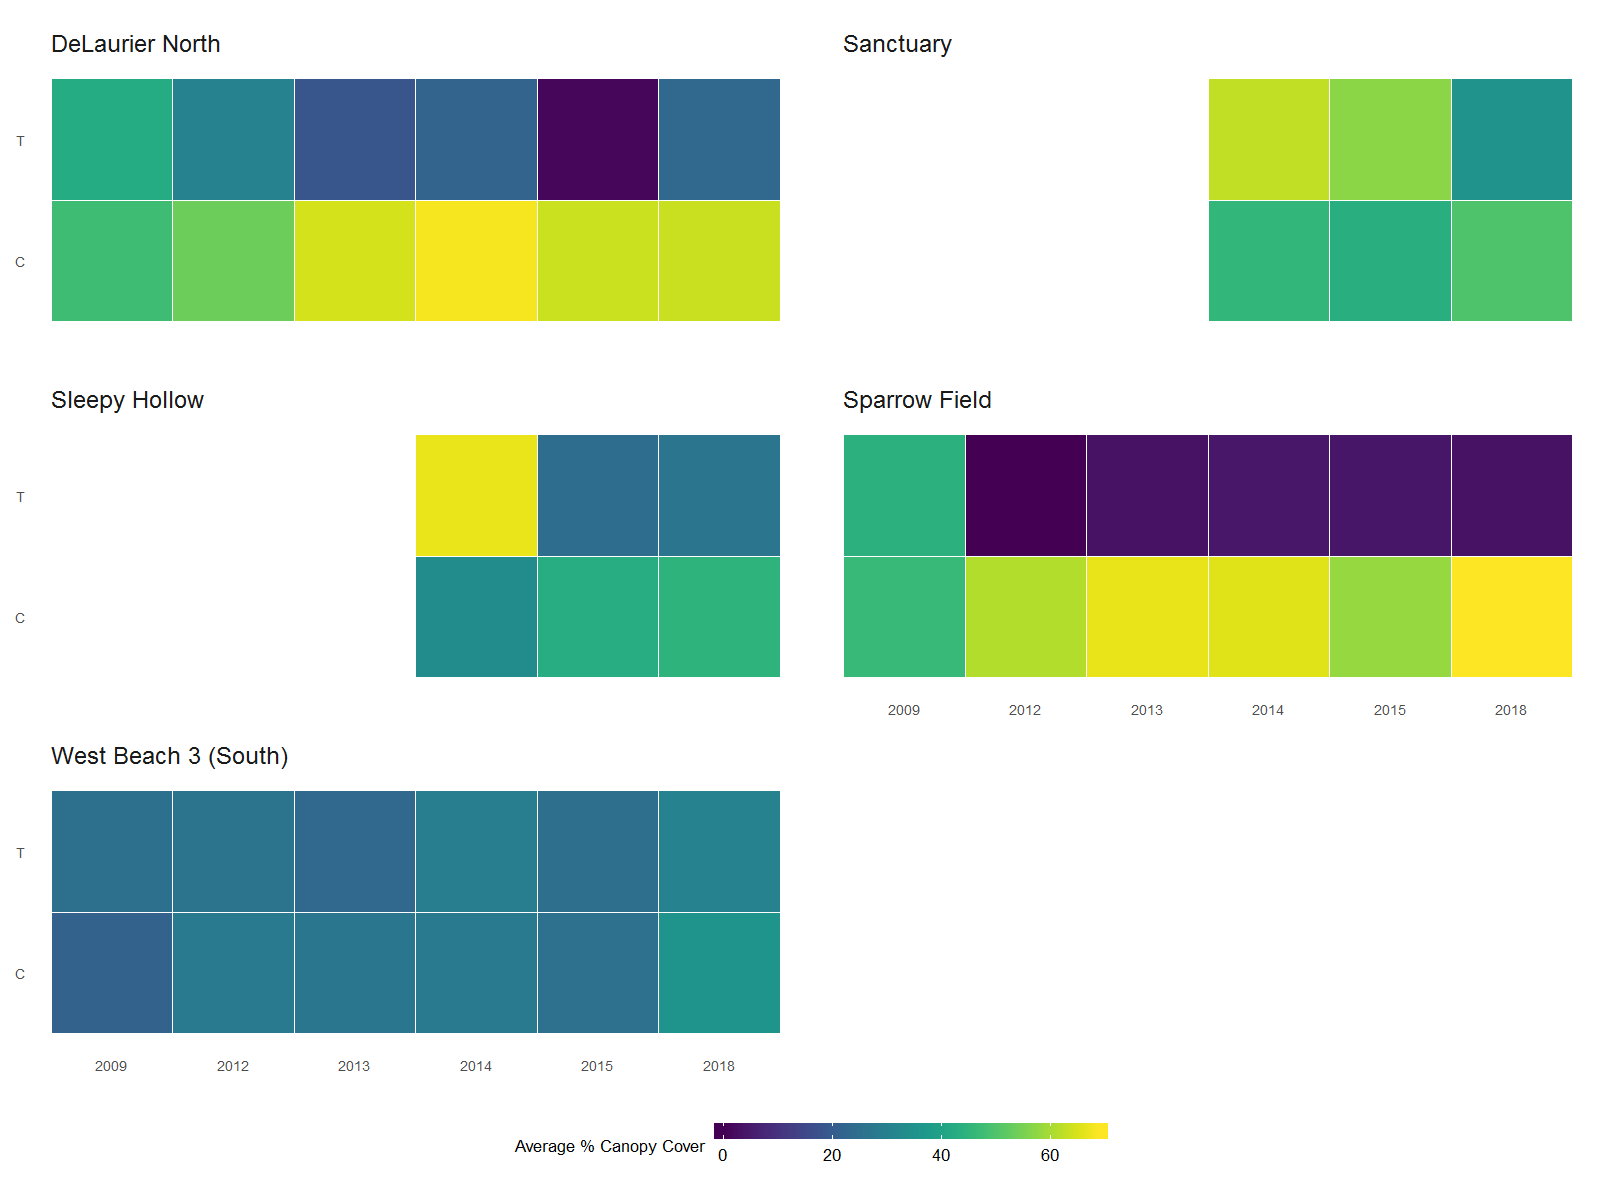 DeLaurier North
Sanctuary
T
C
Sleepy Hollow
Sparrow Field
T
C
2009 2012 2013 2014 2015 2018
West Beach 3 (South)
T
C
2009 2012 2013 2014 2015 2018
Average % Canopy Cover
0 20 40 60